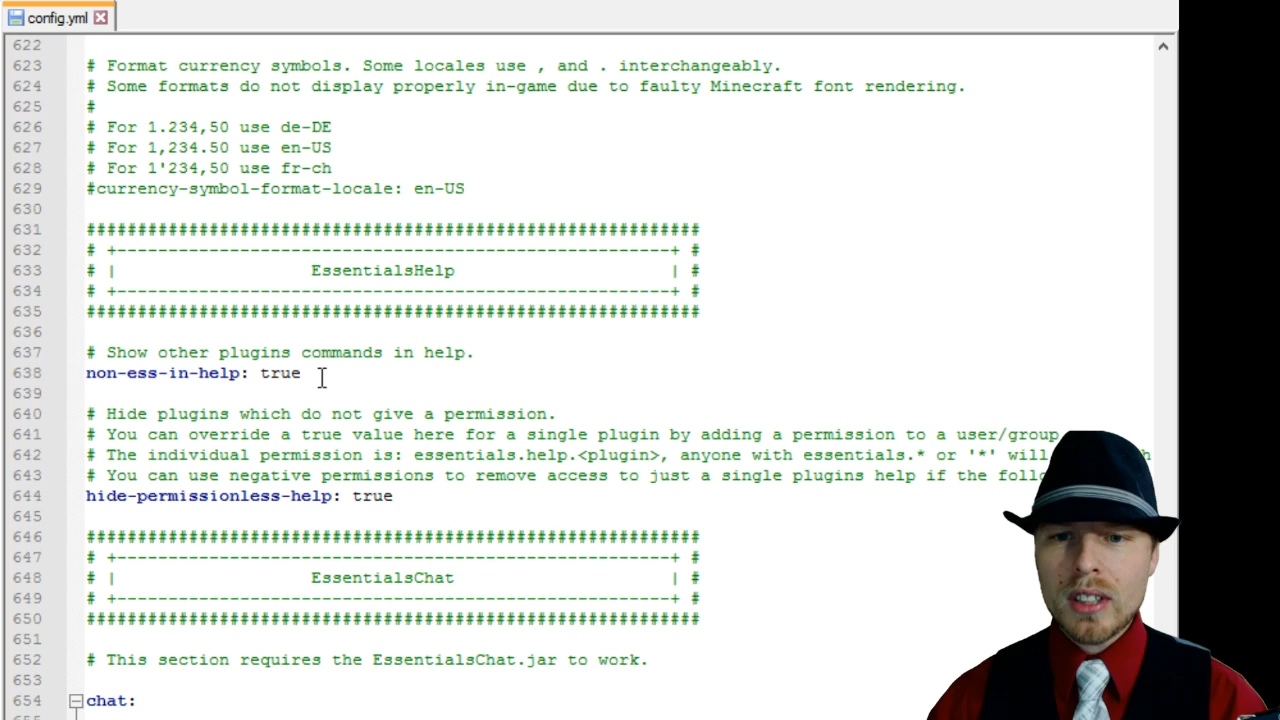 config.yml
622
623 # Format currency symbols. Some locales use , and . interchangeably.
624 # Some formats do not display properly in-game due to faulty Minecraft font rendering.
625 #
626 # For 1.234,50 use de-DE
627 # For 1,234.50 use en-US
628 # For 1'234,50 use fr-ch
629 #currency-symbol-format-locale: en-US
630
631 ############################################################
632 # +------------------------------------------------------+ #
633 # | EssentialsHelp | #
634 # +------------------------------------------------------+ #
635 ############################################################
636
637 # Show other plugins commands in help.
638 non-ess-in-help: true
639
640 # Hide plugins which do not give a permission.
641 # You can override a true value here for a single plugin by adding a permission to a user/group
642 # The individual permission is: essentials.help.<plugin>, anyone with essentials.* or '*' will
643 # You can use negative permissions to remove access to just a single plugins help if the
644 hide-permissionless-help: true
645
646 ############################################################
647 # +------------------------------------------------------+ #
648 # | EssentialsChat | #
649 # +------------------------------------------------------+ #
650 ############################################################
651
652 # This section requires the EssentialsChat.jar to work.
653
654 chat: